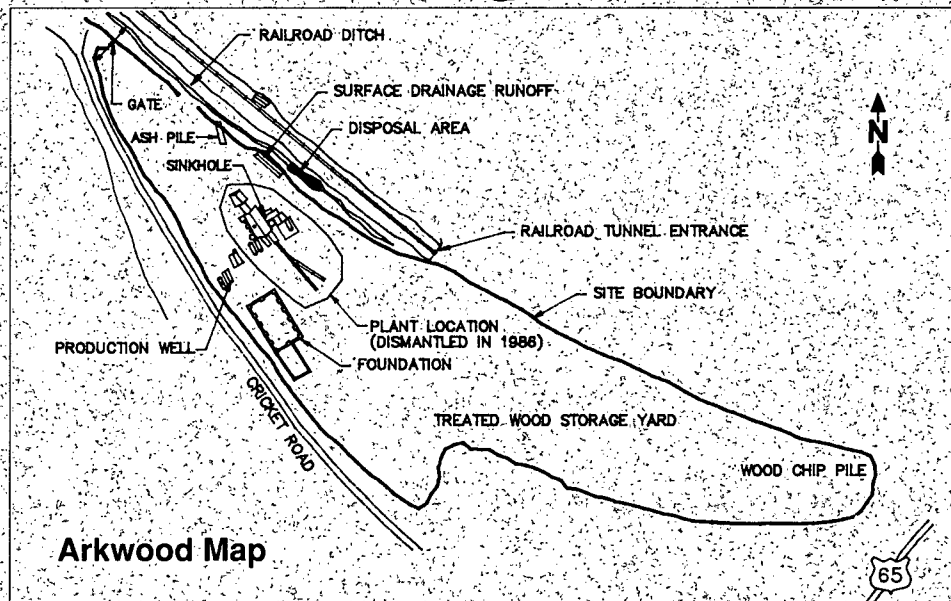 RAILROAD DITCH
SURFACE DRAINAGE RUNOFF
GATE
DISPOSAL AREA
N
ASH PILE
SINKHOLE
RAILROAD TUNNEL ENTRANCE
SITE BOUNDARY
PLANT LOCATION
(DISMANTLED IN 1986)
PRODUCTION WELL
FOUNDATION
CRICKET ROAD
TREATED WOOD STORAGE YARD
WOOD CHIP PILE
Arkwood Map
65